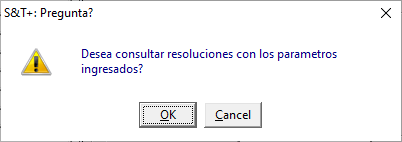 S&T+: Pregunta?
Desea consultar resoluciones con los parametros
ingresados?
OK
Cancel